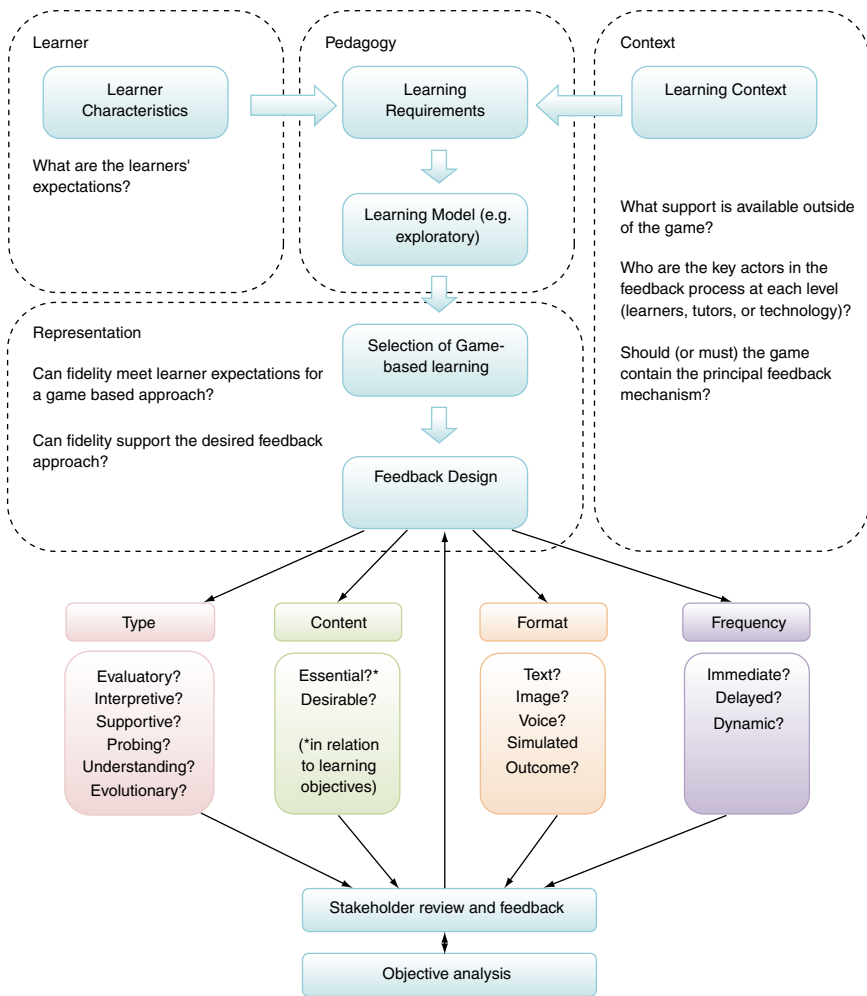 Learner
Learner
Characteristics
What are the learners'
expectations?
Pedagogy
Learning
Requirements
Learning Model (e.g.
exploratory)
Context
Learning Context
What support is available outside
of the game?
Who are the key actors in the
feedback process at each level
(learners, tutors, or technology)?
Should (or must) the game
contain the principal feedback
mechanism?
Representation
Can fidelity meet learner expectations for
a game based approach?
Can fidelity support the desired feedback
approach?
Selection of Game-
based learning
Feedback Design
Type
Evaluatory?
Interpretive?
Supportive?
Probing?
Understanding?
Evolutionary?
Content
Essential?*
Desirable?
(*in relation
to learning
objectives)
Format
Text?
Image?
Voice?
Simulated
Outcome?
Frequency
Immediate?
Delayed?
Dynamic?
Stakeholder review and feedback
Objective analysis